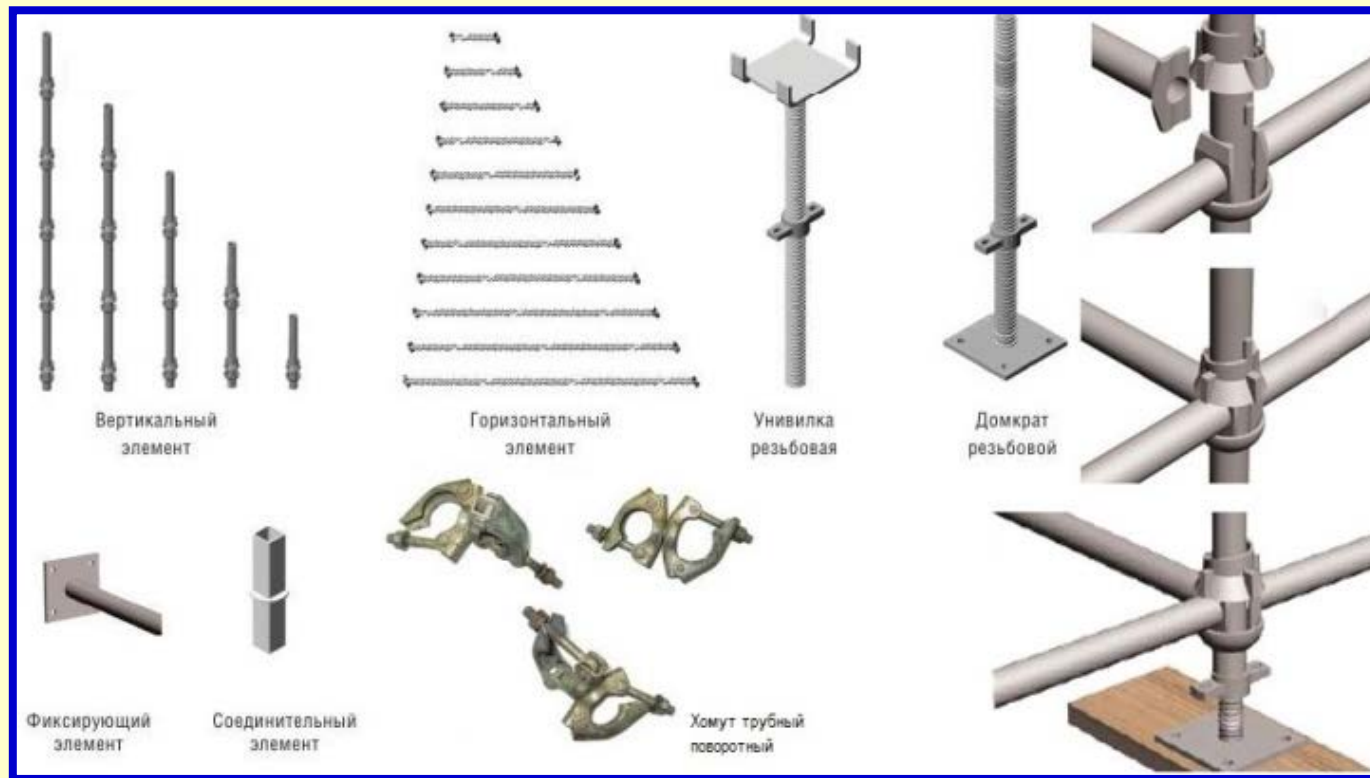 Вертикальный
элемент
Горизонтальный
элемент
Унивилка
резьбовая
Домкрат
резьбовой
Фиксирующий
элемент
Соединительный
элемент
Хомут трубный
поворотный